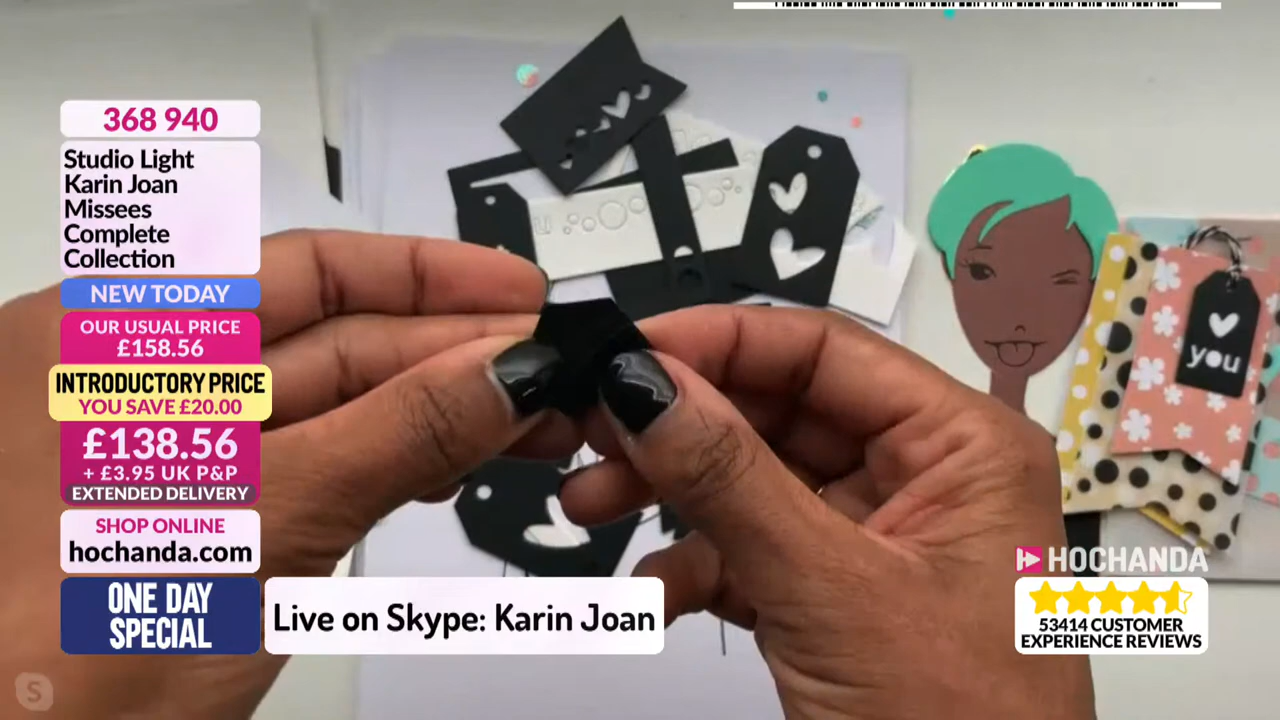 368 940
Studio Light
Karin Joan
Missees
Complete
Collection
NEW TODAY
OUR USUAL PRICE
£158.56
INTRODUCTORY PRICE
YOU SAVE £20.00
£138.56
+ £3.95 UK P&P
EXTENDED DELIVERY
SHOP ONLINE
hochanda.com
ONE DAY
SPECIAL
Live on Skype: Karin Joan
you
HOCHANDA
53414 CUSTOMER
EXPERIENCE REVIEWS
S